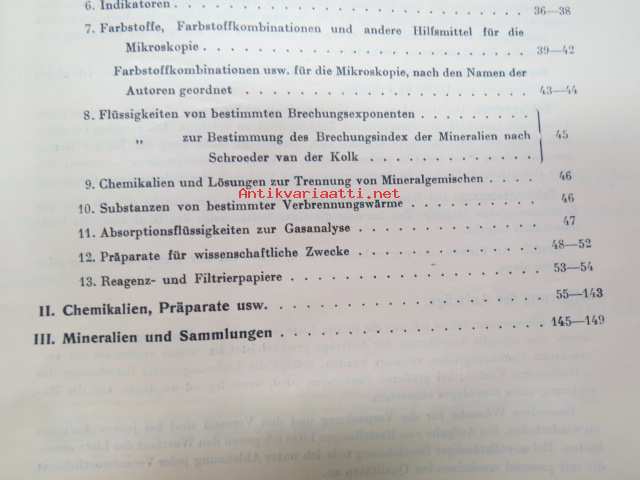 6. Indikatoren . . . . . . . . . . . . . . . . . 36—38
7. Farbstoffe, Farbstoffkombinationen und andere Hilfsmittel für die
Mikroskopie . . . . . . . . . . . . . . . . . 39—42
Farbstoffkombinationen usw. für die Mikroskopie, nach den Namen der
Autoren geordnet . . . . . . . . . . . . . . 43—44
8. Flüssigkeiten von bestimmten Brechungsexponenten . . . . . . .
„ zur Bestimmung des Brechungsindex der Mineralien nach 45
Schroeder van der Kolk . . . . . . . . . .
9. Chemikalien und Lösungen zur Trennung von Mineralgemischen . . . . 46
Antikvariaatti.net
10. Substanzen von bestimmter Verbrennungswärme . . . . . . . . 46
11. Absorptionsflüssigkeiten zur Gasanalyse . . . . . . . . . . 47
12. Präparate für wissenschaftliche Zwecke . . . . . . . . . . 48—52
13. Reagenz- und Filtrierpapiere . . . . . . . . . . . . . 53—54
II. Chemikalien, Präparate usw. . . . . . . . . . . . . . 55—143
III. Mineralien und Sammlungen . . . . . . . . . . . . . . 145—149